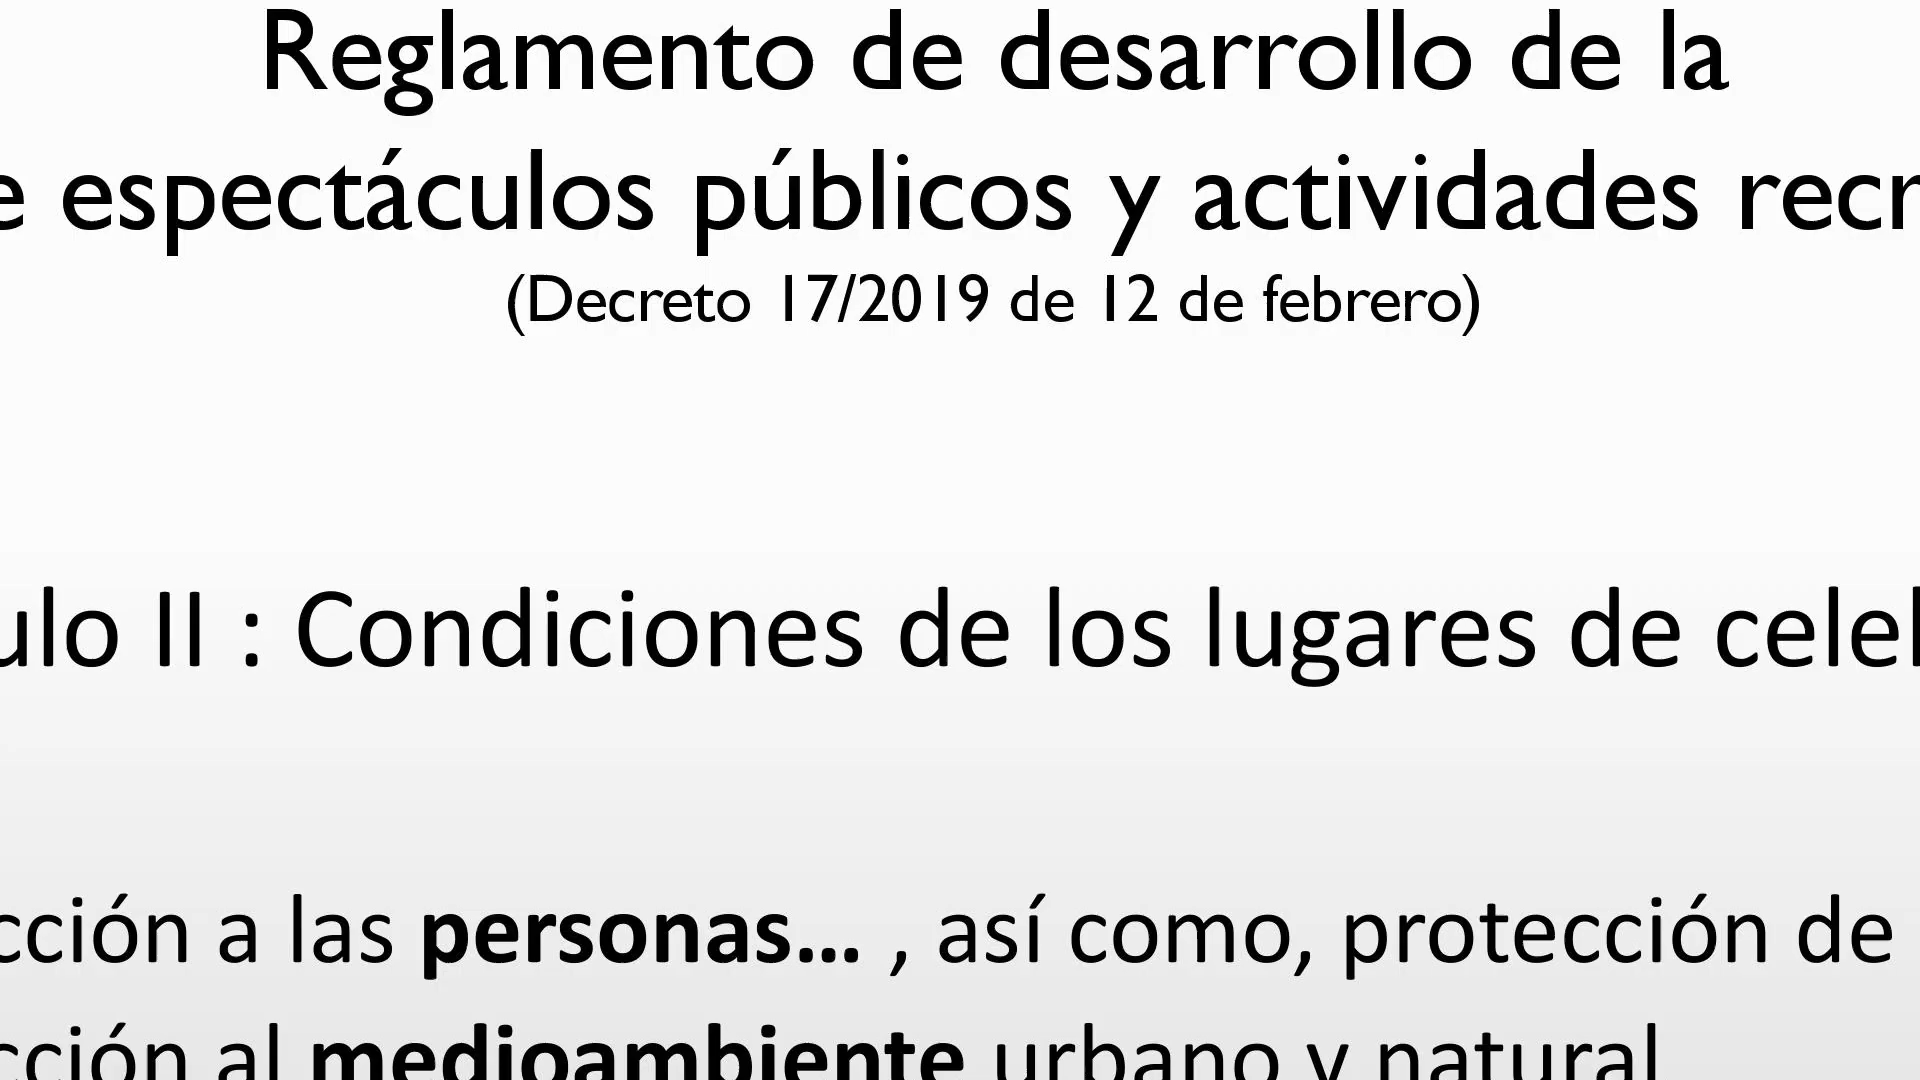 Reglamento de desarrollo de la
e espectáculos públicos y actividades recr
(Decreto 17/2019 de 12 de febrero)
ulo II : Condiciones de los lugares de cele
cción a las personas... , así como, protección de
cción al medioambiente urbano y natural